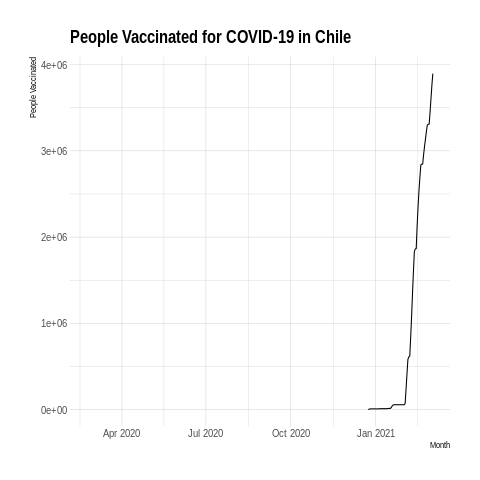 People Vaccinated for COVID-19 in Chile
People Vaccinated
4e+06
3e+06
2e+06
1e+06
0e+00
Apr 2020
Jul 2020
Oct 2020
Jan 2021
Month